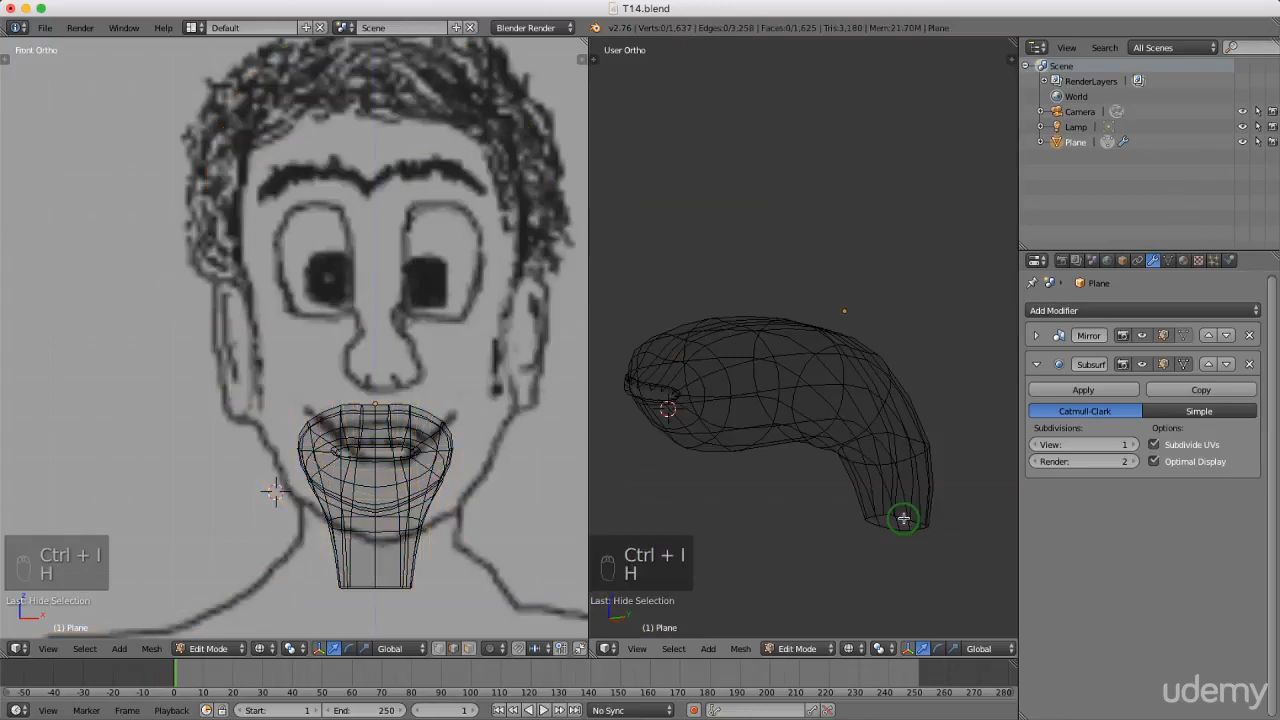 T14.blend
File Render Window Help Default Scene Blender Render v2.76 | Verts:0/1,637 | Edges:0/3,258 | Faces:0/1,625 | Tris:3,180 | Mem:21.70M | Plane
View Search All Scenes
Front Ortho
User Ortho
Scene
RenderLayers
World
Camera
Lamp
Plane
Plane
Add Modifier
Mirror
Subsurf
Apply Copy
Catmull-Clark Simple
Subdivisions: Options:
View: 1 Subdivide UVs
Render: 2 Optimal Display
Ctrl + I
H
Last: Hide Selection
z
x
(1) Plane
Ctrl + I
H
Last: Hide Selection
(1) Plane
View Select Add Mesh Edit Mode Global
View Select Add Mesh Edit Mode Global
-50 -40 -30 -20 -10 0 10 20 30 40 50 60 70 80 90 100 110 120 130 140 150 160 170 180 190 200 210 220 230 240 250 260 270 280
View Marker Frame Playback Start: 1 End: 250 1 No Sync
udemy